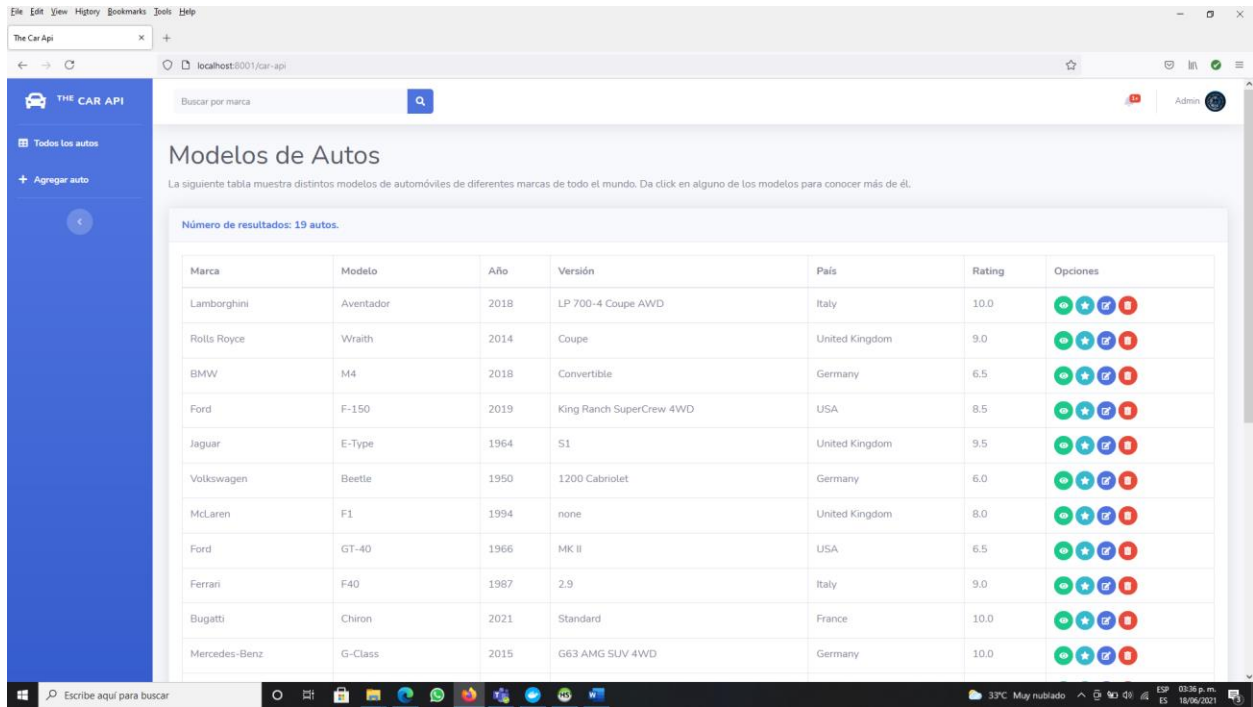 File Edit View History Bookmarks Tools Help
The Car Api
localhost:8001/car-api
THE CAR API
Buscar por marca
Admin
Todos los autos
Agregar auto
Modelos de Autos
La siguiente tabla muestra distintos modelos de automóviles de diferentes marcas de todo el mundo. Da click en alguno de los modelos para conocer más de él.
Número de resultados: 19 autos.
Marca Modelo Año Versión País Rating Opciones
Lamborghini Aventador 2018 LP 700-4 Coupe AWD Italy 10.0
Rolls Royce Wraith 2014 Coupe United Kingdom 9.0
BMW M4 2018 Convertible Germany 6.5
Ford F-150 2019 King Ranch SuperCrew 4WD USA 8.5
Jaguar E-Type 1964 S1 United Kingdom 9.5
Volkswagen Beetle 1950 1200 Cabriolet Germany 6.0
McLaren F1 1994 none United Kingdom 8.0
Ford GT-40 1966 MK II USA 6.5
Ferrari F40 1987 2.9 Italy 9.0
Bugatti Chiron 2021 Standard France 10.0
Mercedes-Benz G-Class 2015 G63 AMG SUV 4WD Germany 10.0
Escribe aquí para buscar
33°C Muy nublado
ESP
ES
03:36 p. m.
18/06/2021